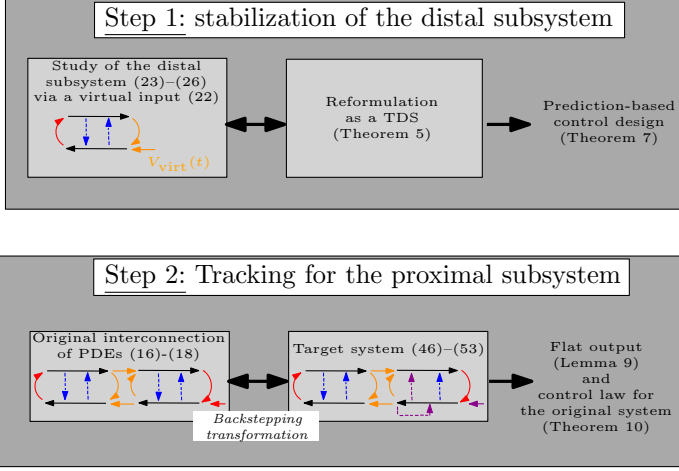 Step 1: stabilization of the distal subsystem
Study of the distal
subsystem (23)–(26)
via a virtual input (22)
V_virt(t)
Reformulation
as a TDS
(Theorem 5)
Prediction-based
control design
(Theorem 7)
Step 2: Tracking for the proximal subsystem
Original interconnection
of PDEs (16)-(18)
Backstepping
transformation
Target system (46)–(53)
Flat output
(Lemma 9)
and
control law for
the original system
(Theorem 10)